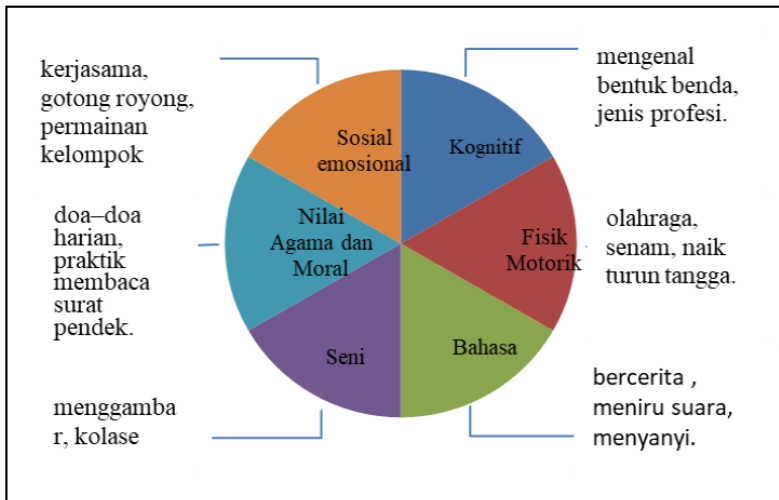 kerjasama,
gotong royong,
permainan
kelompok
mengenal
bentuk benda,
jenis profesi.
Sosial
emosional
Kognitif
doa–doa
harian,
praktik
membaca
surat
pendek.
Nilai
Agama dan
Moral
Fisik
Motorik
olahraga,
senam, naik
turun tangga.
Seni
Bahasa
menggamba
r, kolase
bercerita ,
meniru suara,
menyanyi.